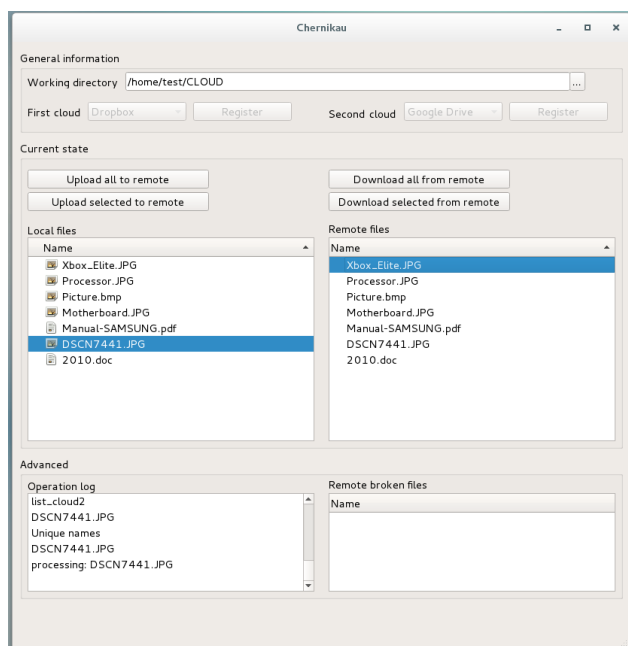 Chernikau
General information
Working directory /home/test/CLOUD ...
First cloud Dropbox Register Second cloud Google Drive Register
Current state
Upload all to remote
Upload selected to remote
Download all from remote
Download selected from remote
Local files
Name
Xbox_Elite.JPG
Processor.JPG
Picture.bmp
Motherboard.JPG
Manual-SAMSUNG.pdf
DSCN7441.JPG
2010.doc
Remote files
Name
Xbox_Elite.JPG
Processor.JPG
Picture.bmp
Motherboard.JPG
Manual-SAMSUNG.pdf
DSCN7441.JPG
2010.doc
Advanced
Operation log
list_cloud2
DSCN7441.JPG
Unique names
DSCN7441.JPG
processing: DSCN7441.JPG
Remote broken files
Name